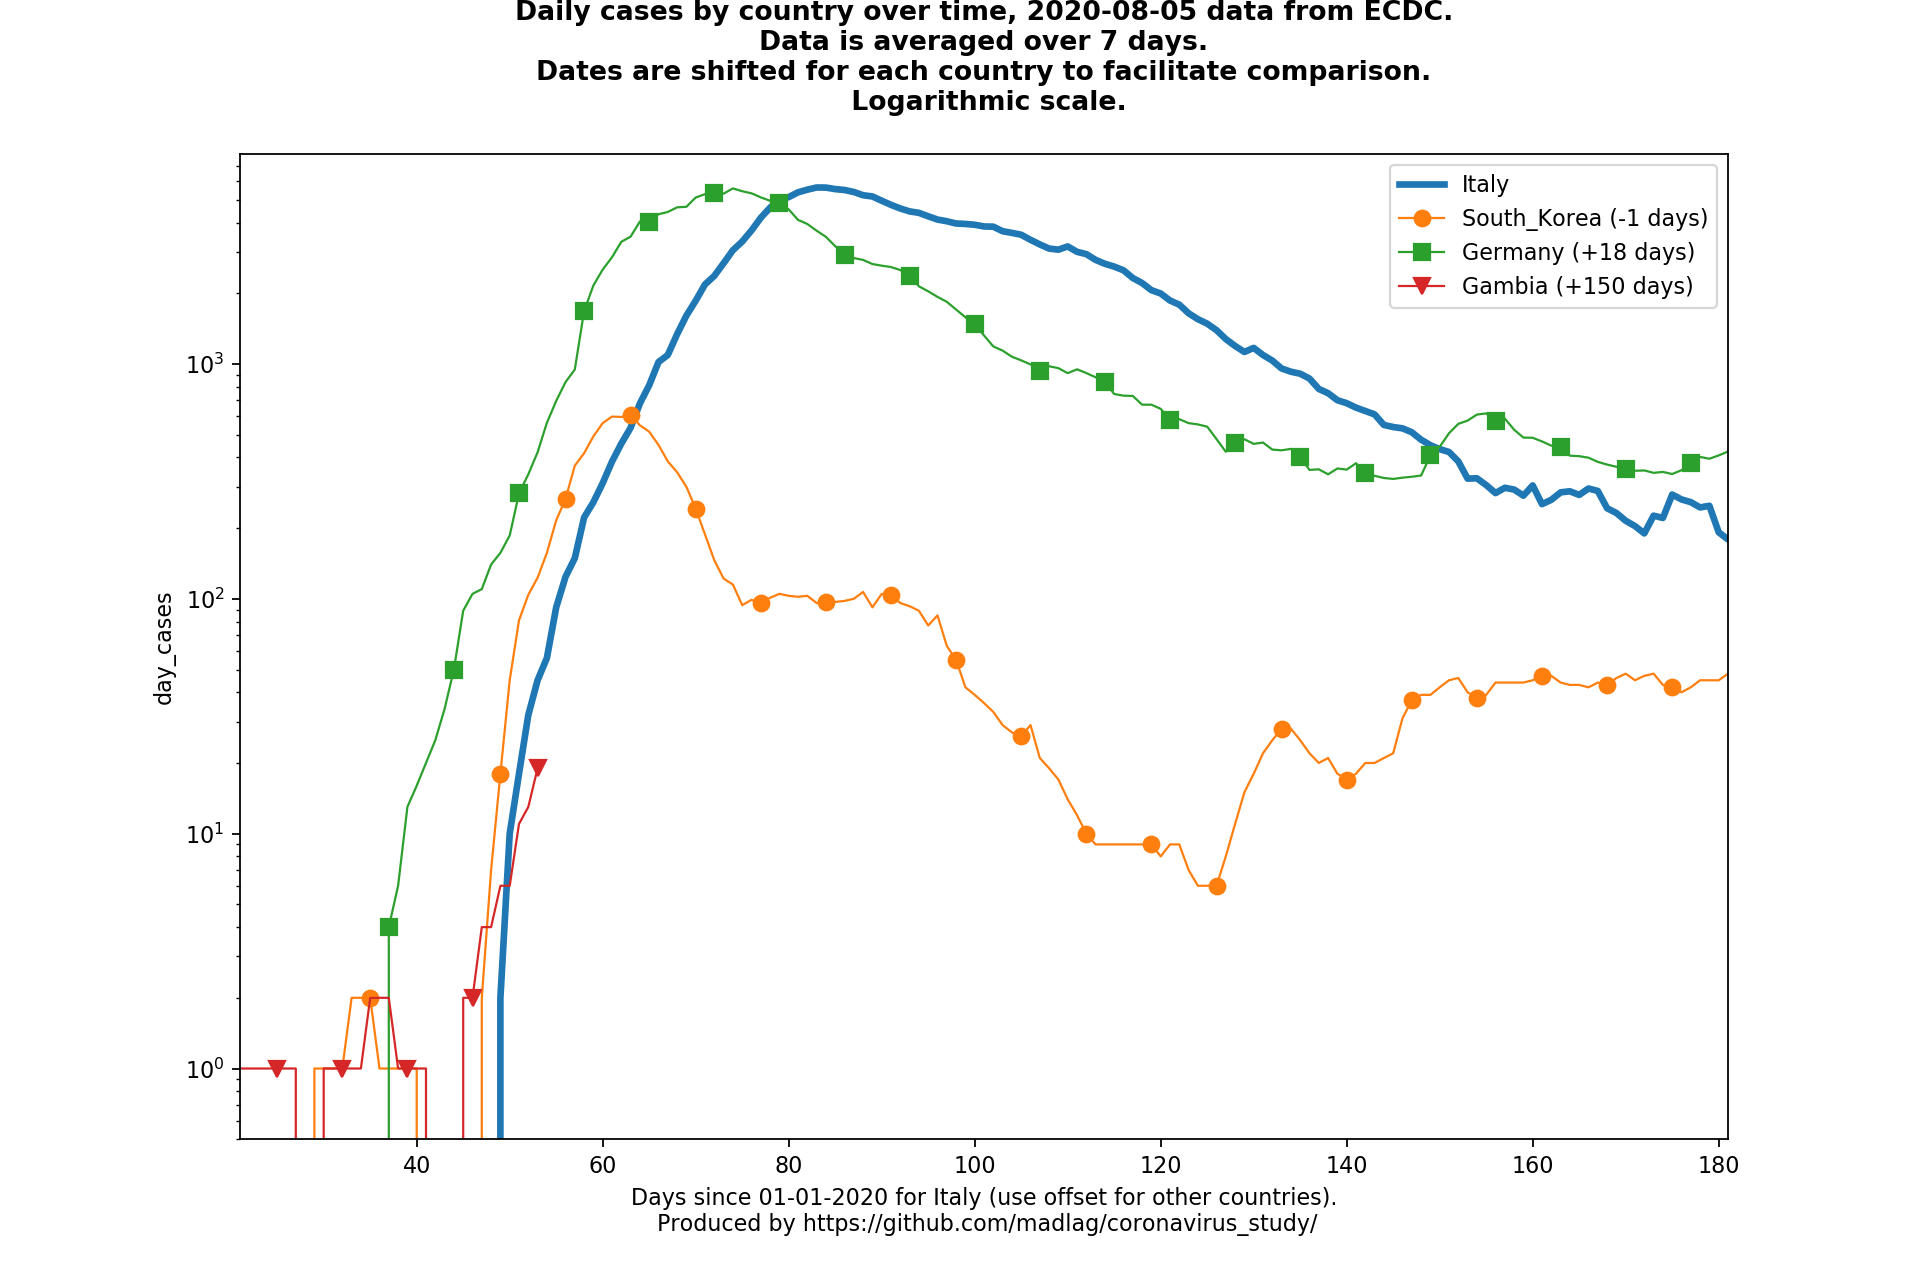 Daily cases by country over time, 2020-08-05 data from ECDC.
Data is averaged over 7 days.
Dates are shifted for each country to facilitate comparison.
Logarithmic scale.
Italy
South_Korea (-1 days)
Germany (+18 days)
Gambia (+150 days)
day_cases
10³
10²
10¹
10⁰
40 60 80 100 120 140 160 180
Days since 01-01-2020 for Italy (use offset for other countries).
Produced by https://github.com/madlag/coronavirus_study/